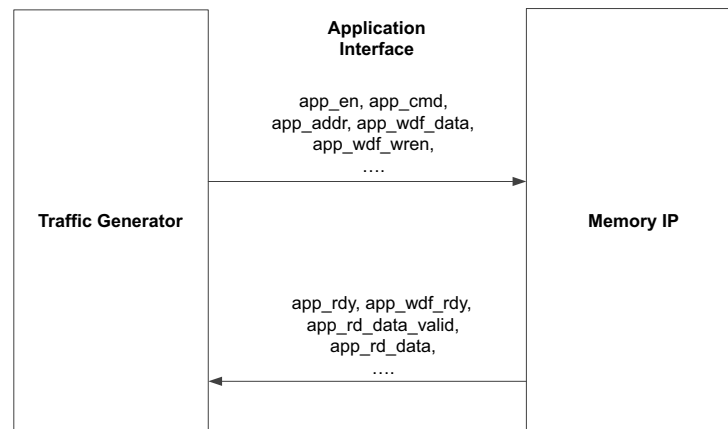 Application
Interface
app_en, app_cmd,
app_addr, app_wdf_data,
app_wdf_wren,
....
Traffic Generator
Memory IP
app_rdy, app_wdf_rdy,
app_rd_data_valid,
app_rd_data,
....